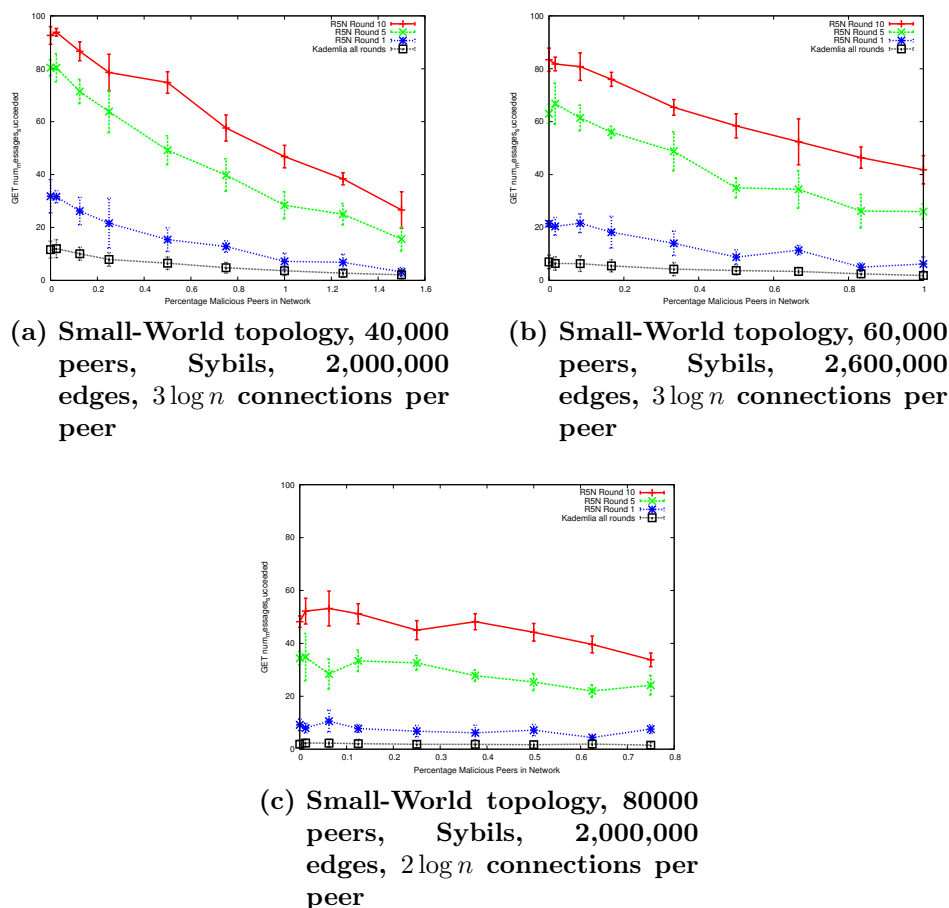 100
80
60
40
20
0
0 0.2 0.4 0.6 0.8 1.0 1.2 1.4 1.6
GET num_messages_succeeded
Percentage Malicious Peers in Network
R5N Round 10
R5N Round 5
R5N Round 1
Kademlia all rounds
(a) Small-World topology, 40,000
peers, Sybils, 2,000,000
edges, 3 log n connections per
peer
100
80
60
40
20
0
0 0.2 0.4 0.6 0.8 1
GET num_messages_succeeded
Percentage Malicious Peers in Network
R5N Round 10
R5N Round 5
R5N Round 1
Kademlia all rounds
(b) Small-World topology, 60,000
peers, Sybils, 2,600,000
edges, 3 log n connections per
peer
100
80
60
40
20
0
0 0.1 0.2 0.3 0.4 0.5 0.6 0.7 0.8
GET num_messages_succeeded
Percentage Malicious Peers in Network
R5N Round 10
R5N Round 5
R5N Round 1
Kademlia all rounds
(c) Small-World topology, 80000
peers, Sybils, 2,000,000
edges, 2 log n connections per
peer